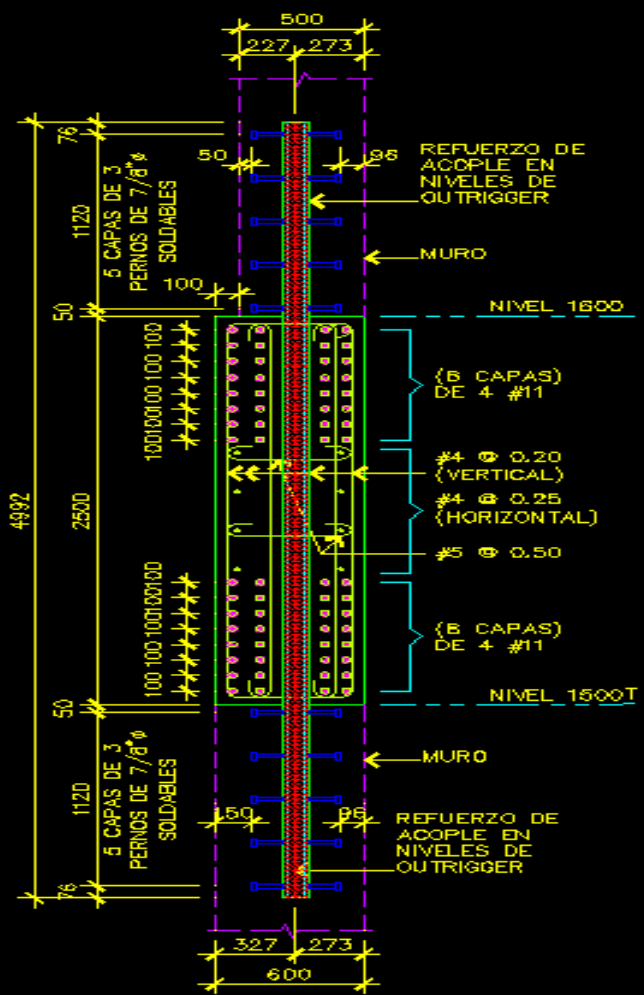 500
227 273
76
50 96
REFUERZO DE
ACOPLE EN
NIVELES DE
OUTRIGGER
1120
5 CAPAS DE 3
PERNOS DE 7/8"φ
SOLDABLES
MURO
100
50
NIVEL 1600
100 100 100 100 100 100 100
(8 CAPAS)
DE 4 #11
#4 @ 0.20
(VERTICAL)
#4 @ 0.25
(HORIZONTAL)
#5 @ 0.50
4992
2500
100 100 100 100 100 100 100
(8 CAPAS)
DE 4 #11
NIVEL 1500T
50
MURO
1120
5 CAPAS DE 3
PERNOS DE 7/8"φ
SOLDABLES
150 96
REFUERZO DE
ACOPLE EN
NIVELES DE
OUTRIGGER
76
327 273
600